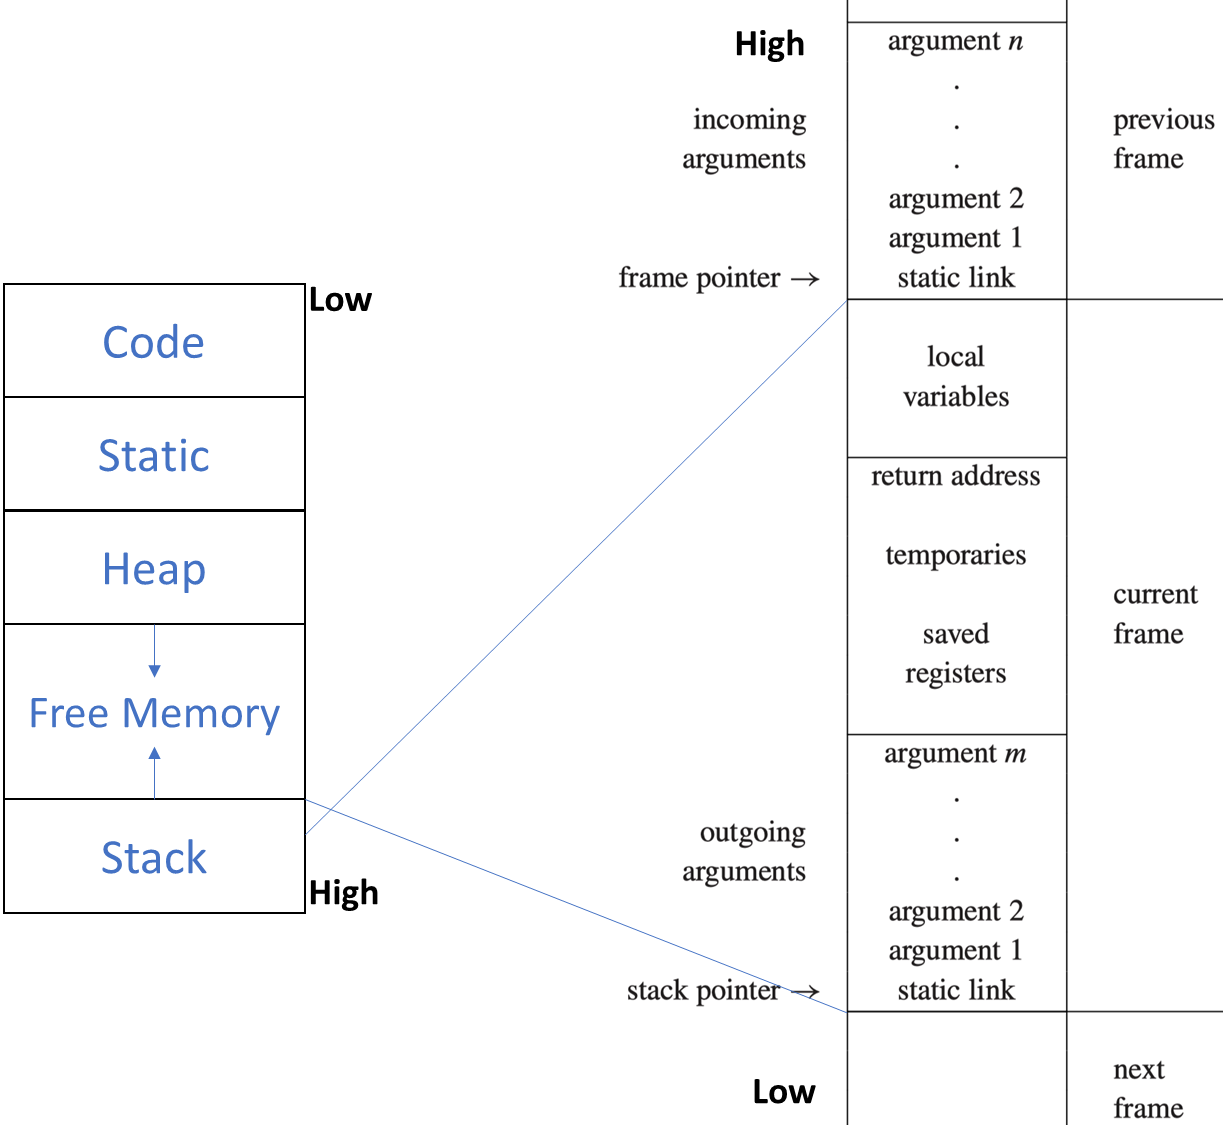 Low
Code
Static
Heap
Free Memory
Stack
High
High
argument n
.
.
.
incoming
arguments
argument 2
argument 1
frame pointer →
static link
previous
frame
local
variables
return address
temporaries
saved
registers
current
frame
argument m
.
.
.
outgoing
arguments
argument 2
argument 1
stack pointer →
static link
Low
next
frame